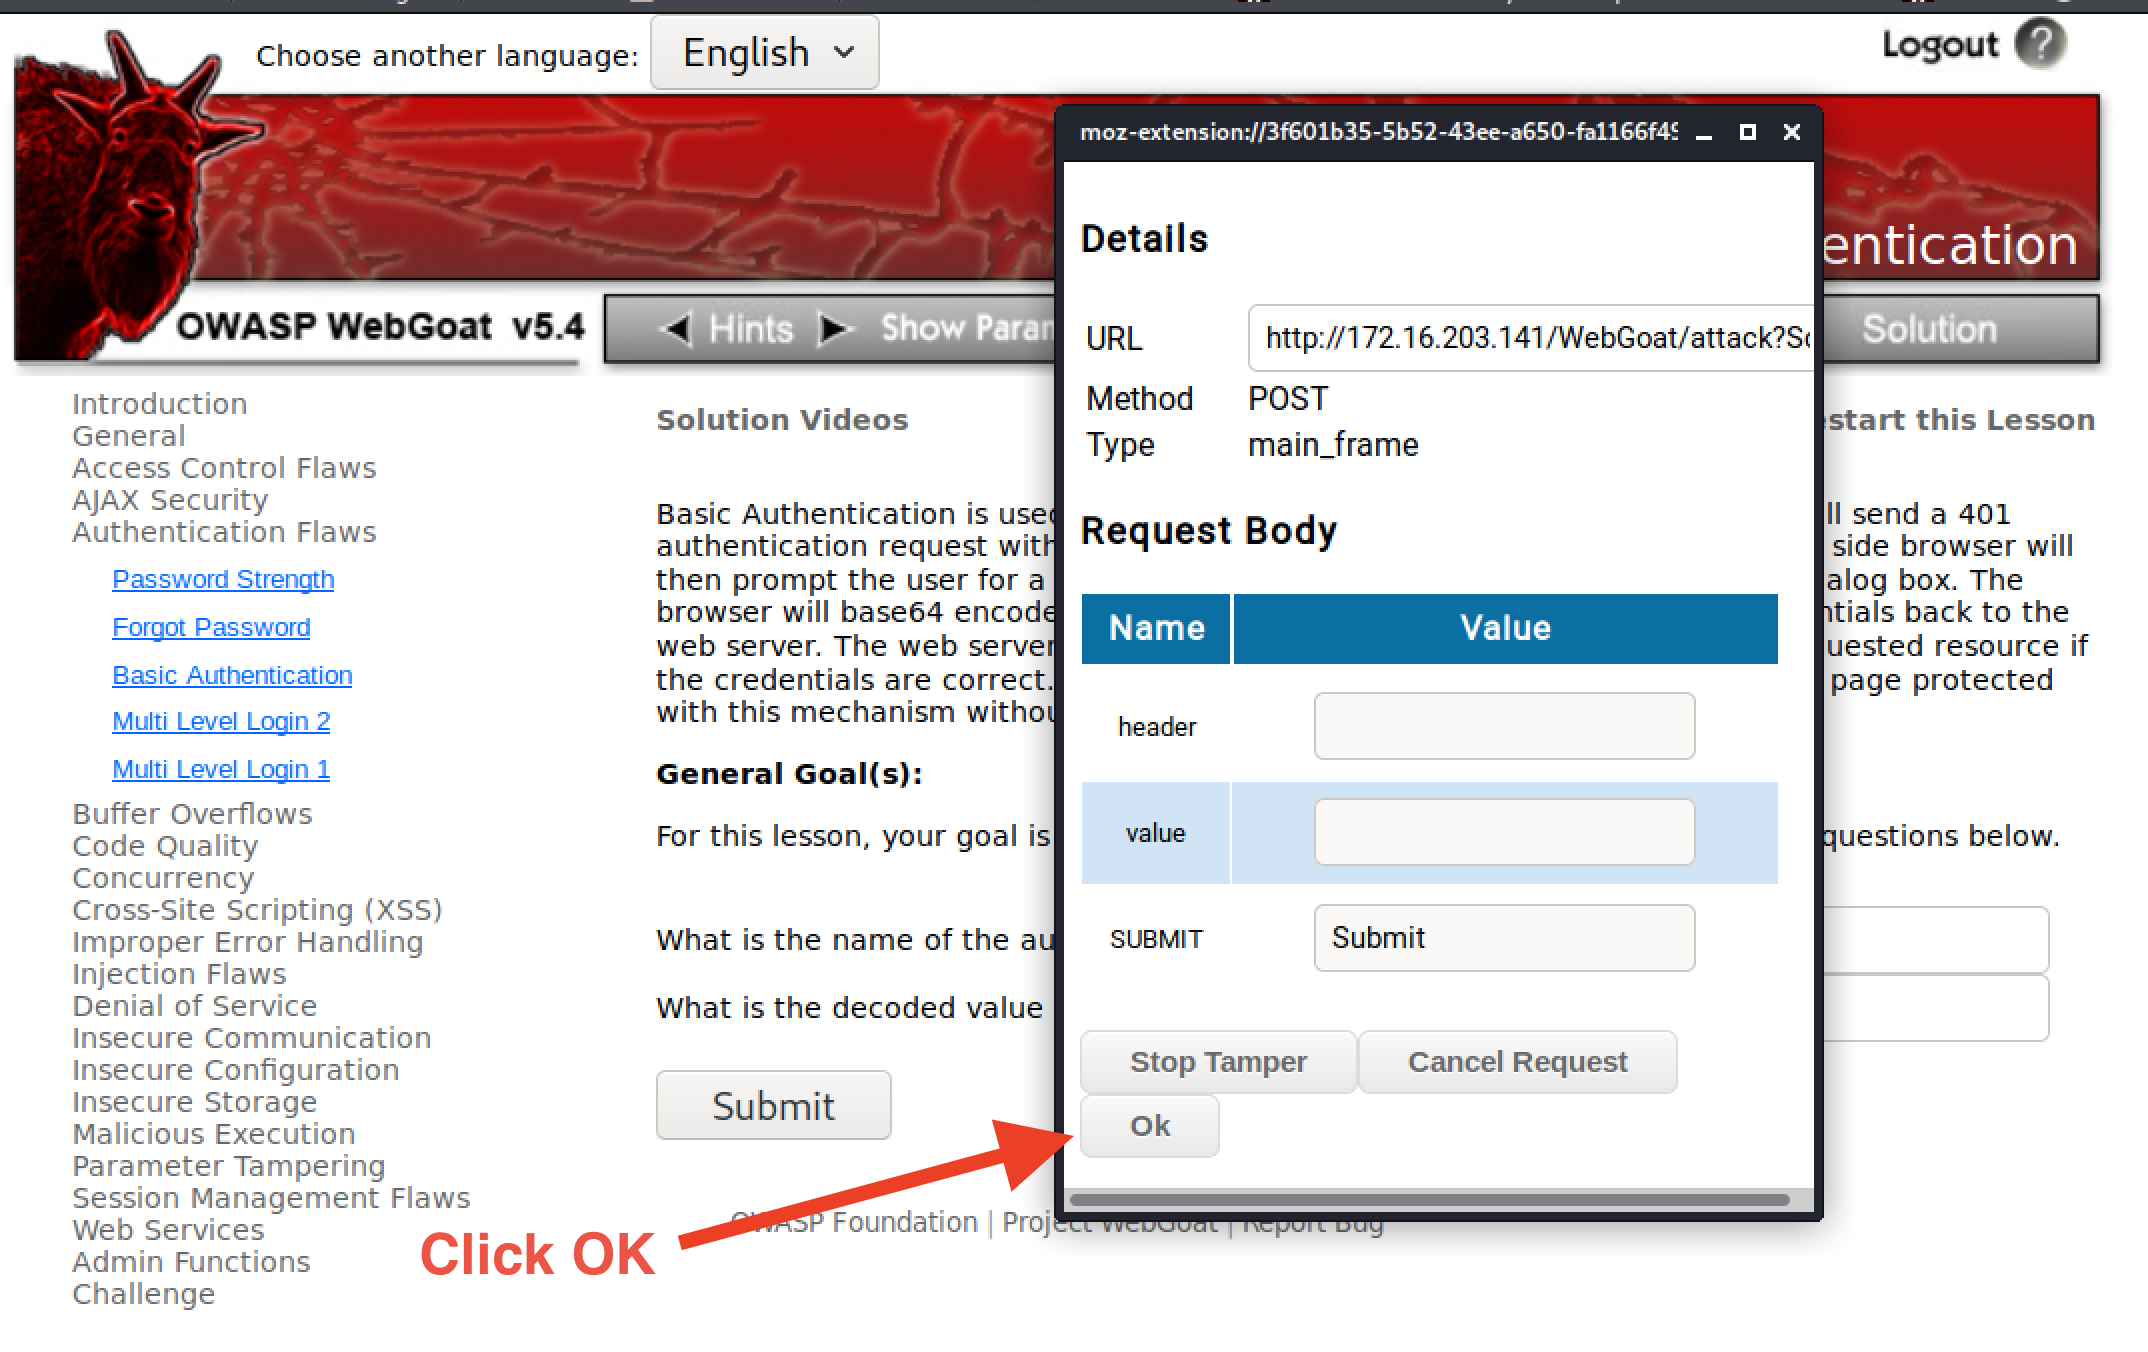 Choose another language: English
Logout ?
moz-extension://3f601b35-5b52-43ee-a650-fa1166f49
entication
OWASP WebGoat v5.4
Hints Show Param
Solution
Introduction
General
Access Control Flaws
AJAX Security
Authentication Flaws
Password Strength
Forgot Password
Basic Authentication
Multi Level Login 2
Multi Level Login 1
Buffer Overflows
Code Quality
Concurrency
Cross-Site Scripting (XSS)
Improper Error Handling
Injection Flaws
Denial of Service
Insecure Communication
Insecure Configuration
Insecure Storage
Malicious Execution
Parameter Tampering
Session Management Flaws
Web Services
Admin Functions
Challenge
Solution Videos
estart this Lesson
Basic Authentication is used
ll send a 401
authentication request with
side browser will
then prompt the user for a
alog box. The
browser will base64 encode
ntials back to the
web server. The web server
uested resource if
the credentials are correct.
page protected
with this mechanism withou
General Goal(s):
For this lesson, your goal is
questions below.
What is the name of the au
What is the decoded value
Submit
OWASP Foundation | Project WebGoat | Report Bug
Click OK
Details
URL http://172.16.203.141/WebGoat/attack?Sc
Method POST
Type main_frame
Request Body
Name Value
header
value
SUBMIT Submit
Stop Tamper Cancel Request
Ok